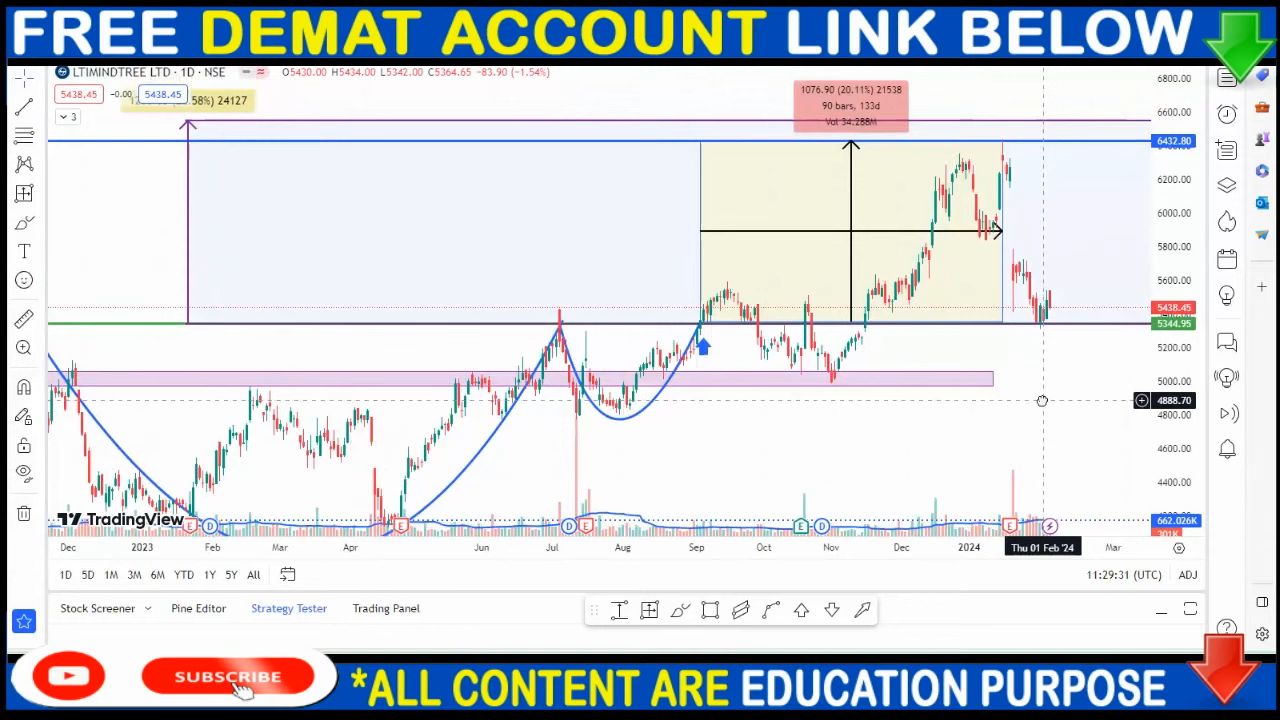 FREE DEMAT ACCOUNT LINK BELOW
LTIMINDTREE LTD · 1D · NSE
O5430.00 H5434.00 L5342.00 C5364.65 -83.90 (-1.54%)
5438.45 -0.00 5438.45
58%) 24127
3
1076.90 (20.11%) 21538
90 bars, 133d
Vol 34.288M
6800.00
6600.00
6432.80
6200.00
6000.00
5800.00
5600.00
5438.45
5344.95
5200.00
5000.00
4888.70
4800.00
4600.00
4400.00
662.026K
TradingView
E D E D E E D E
Dec 2023 Feb Mar Apr Jun Jul Aug Sep Oct Nov Dec 2024 Thu 01 Feb '24 Mar
1D 5D 1M 3M 6M YTD 1Y 5Y All
11:29:31 (UTC) ADJ
Stock Screener Pine Editor Strategy Tester Trading Panel
SUBSCRIBE
*ALL CONTENT ARE EDUCATION PURPOSE